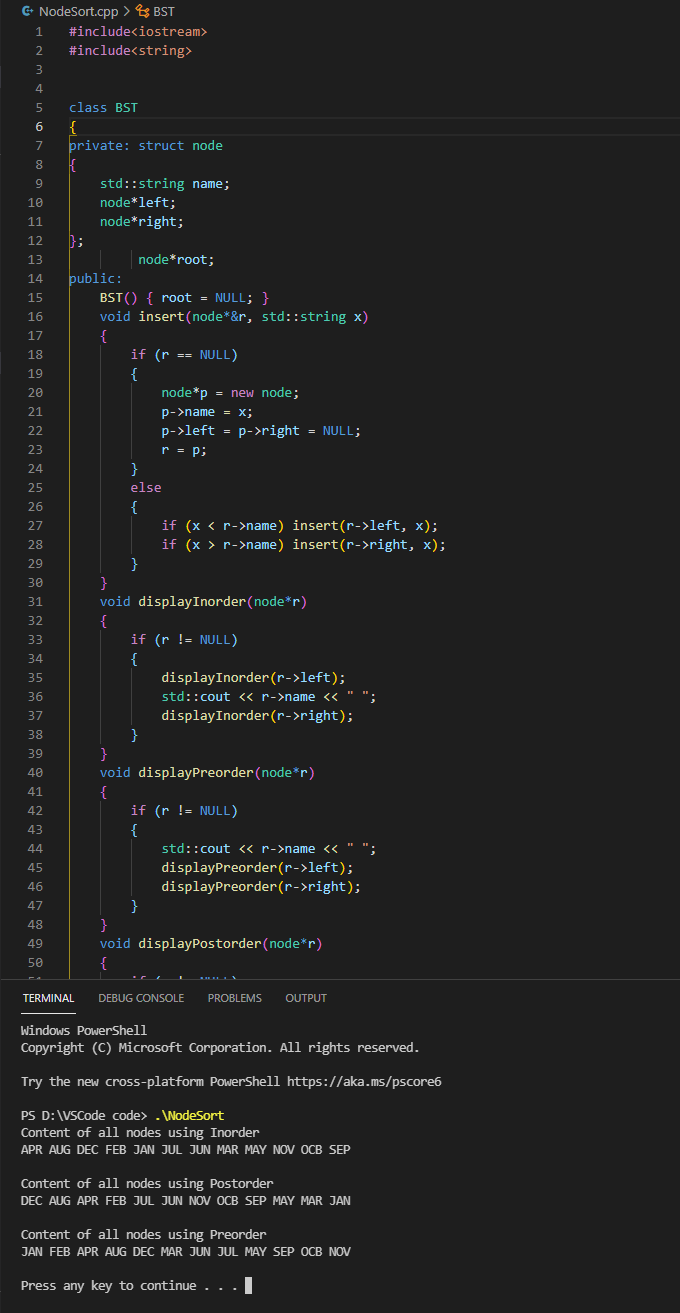 NodeSort.cpp > BST
1 #include<iostream>
2 #include<string>
3
4
5 class BST
6 {
7 private: struct node
8 {
9 std::string name;
10 node*left;
11 node*right;
12 };
13 node*root;
14 public:
15 BST() { root = NULL; }
16 void insert(node*&r, std::string x)
17 {
18 if (r == NULL)
19 {
20 node*p = new node;
21 p->name = x;
22 p->left = p->right = NULL;
23 r = p;
24 }
25 else
26 {
27 if (x < r->name) insert(r->left, x);
28 if (x > r->name) insert(r->right, x);
29 }
30 }
31 void displayInorder(node*r)
32 {
33 if (r != NULL)
34 {
35 displayInorder(r->left);
36 std::cout << r->name << " ";
37 displayInorder(r->right);
38 }
39 }
40 void displayPreorder(node*r)
41 {
42 if (r != NULL)
43 {
44 std::cout << r->name << " ";
45 displayPreorder(r->left);
46 displayPreorder(r->right);
47 }
48 }
49 void displayPostorder(node*r)
50 {
TERMINAL DEBUG CONSOLE PROBLEMS OUTPUT
Windows PowerShell
Copyright (C) Microsoft Corporation. All rights reserved.
Try the new cross-platform PowerShell https://aka.ms/pscore6
PS D:\VSCode code> .\NodeSort
Content of all nodes using Inorder
APR AUG DEC FEB JAN JUL JUN MAR MAY NOV OCB SEP
Content of all nodes using Postorder
DEC AUG APR FEB JUL JUN NOV OCB SEP MAY MAR JAN
Content of all nodes using Preorder
JAN FEB APR AUG DEC MAR JUN JUL MAY SEP OCB NOV
Press any key to continue . . .